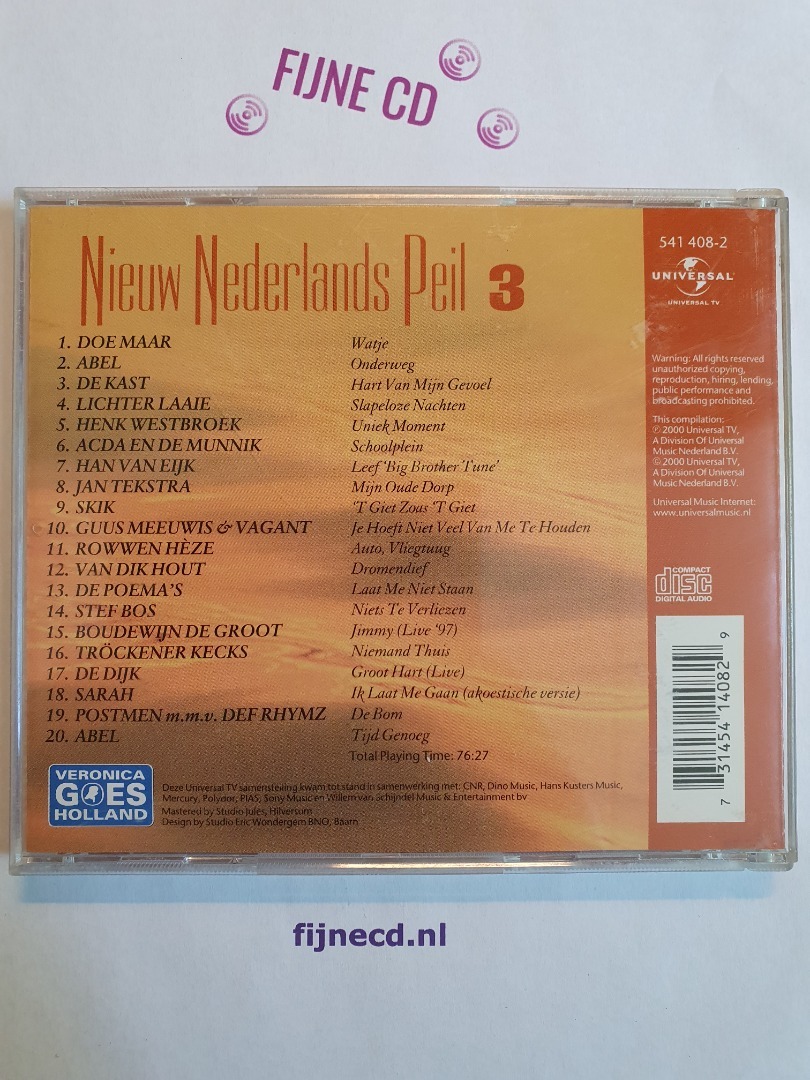 FIJNE CD
Nieuw Nederlands Peil 3
541 408-2
UNIVERSAL
UNIVERSAL TV
1. DOE MAAR Watje
2. ABEL Onderweg
3. DE KAST Hart Van Mijn Gevoel
4. LICHTER LAAIE Slapeloze Nachten
5. HENK WESTBROEK Uniek Moment
6. ACDA EN DE MUNNIK Schoolplein
7. HAN VAN EIJK Leef 'Big Brother Tune'
8. JAN TEKSTRA Mijn Oude Dorp
9. SKIK 'T Giet Zoas 'T Giet
10. GUUS MEEUWIS & VAGANT Je Hoeft Niet Veel Van Me Te Houden
11. ROWWEN HÈZE Auto, Vliegtuug
12. VAN DIK HOUT Dromendief
13. DE POEMA'S Laat Me Niet Staan
14. STEF BOS Niets Te Verliezen
15. BOUDEWIJN DE GROOT Jimmy (Live '97)
16. TRÖCKENER KECKS Niemand Thuis
17. DE DIJK Groot Hart (Live)
18. SARAH Ik Laat Me Gaan (akoestische versie)
19. POSTMEN m.m.v. DEF RHYMZ De Bom
20. ABEL Tijd Genoeg
Total Playing Time: 76:27
Warning: All rights reserved
unauthorized copying,
reproduction, hiring, lending,
public performance and
broadcasting prohibited.
This compilation:
℗ 2000 Universal TV,
A Division Of Universal
Music Nederland B.V.
© 2000 Universal TV,
A Division Of Universal
Music Nederland B.V.
Universal Music Internet:
www.universalmusic.nl
COMPACT
disc
DIGITAL AUDIO
7 31454 14082 9
VERONICA
GOES
HOLLAND
Deze Universal TV samenstelling kwam tot stand in samenwerking met: CNR, Dino Music, Hans Kusters Music,
Mercury, Polydor, PIAS, Sony Music en Willem van Schijndel Music & Entertainment bv
Mastered by Studio Jules, Hilversum
Design by Studio Eric Wondergem BNO, Baarn
fijnecd.nl